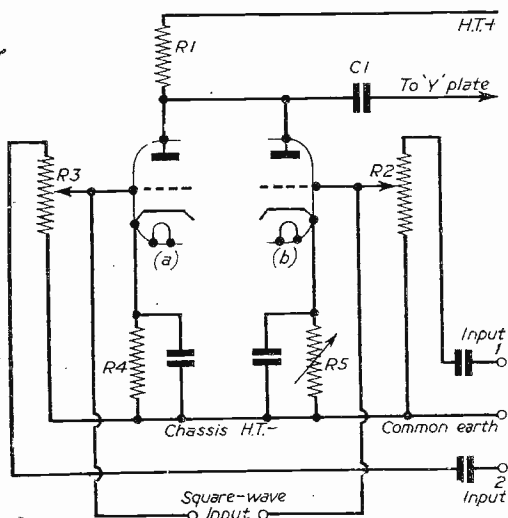 R1
H.T.+
C1
To 'Y' plate
R3
R2
(a)
(b)
Input
1
R4
R5
Chassis H.T.-
Common earth
2
Square-wave
Input
Input